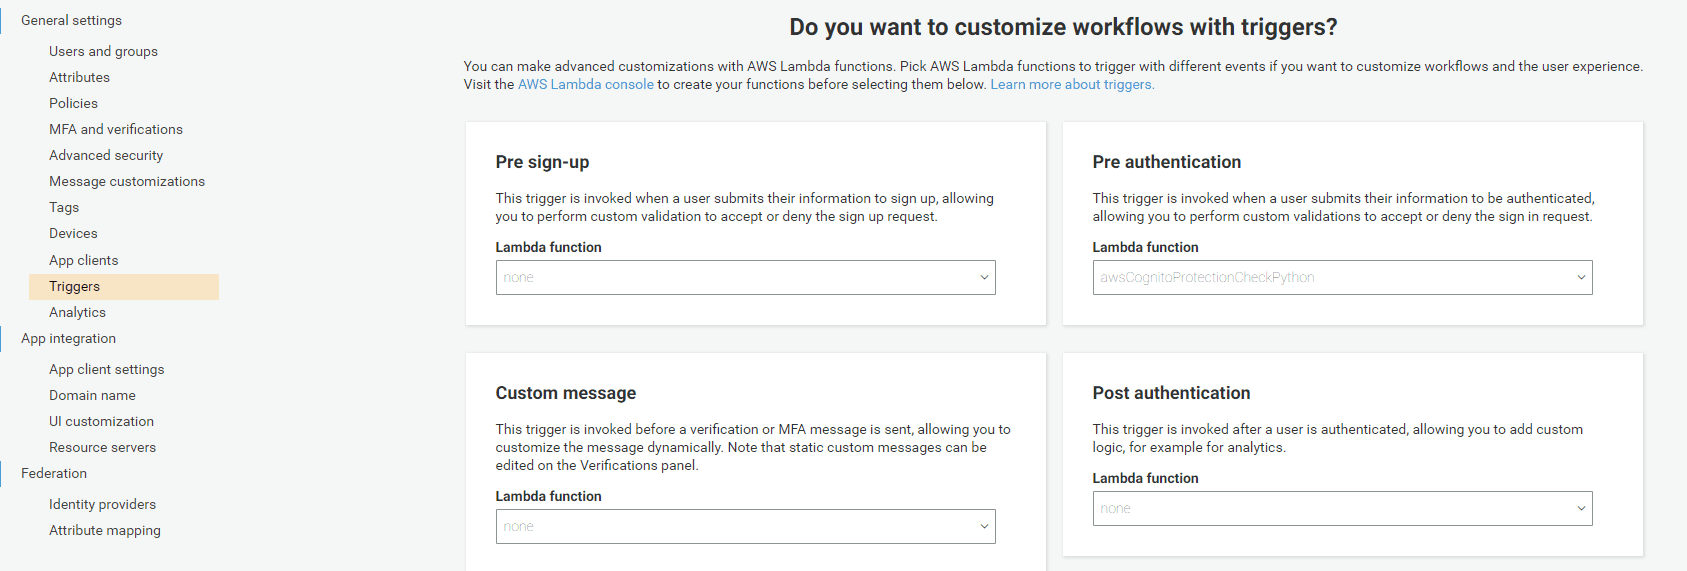 General settings
Users and groups
Attributes
Policies
MFA and verifications
Advanced security
Message customizations
Tags
Devices
App clients
Triggers
Analytics
App integration
App client settings
Domain name
UI customization
Resource servers
Federation
Identity providers
Attribute mapping
Do you want to customize workflows with triggers?
You can make advanced customizations with AWS Lambda functions. Pick AWS Lambda functions to trigger with different events if you want to customize workflows and the user experience.
Visit the AWS Lambda console to create your functions before selecting them below. Learn more about triggers.
Pre sign-up
This trigger is invoked when a user submits their information to sign up, allowing
you to perform custom validation to accept or deny the sign up request.
Lambda function
none
Pre authentication
This trigger is invoked when a user submits their information to be authenticated,
allowing you to perform custom validations to accept or deny the sign in request.
Lambda function
awsCognitoProtectionCheckPython
Custom message
This trigger is invoked before a verification or MFA message is sent, allowing you to
customize the message dynamically. Note that static custom messages can be
edited on the Verifications panel.
Lambda function
none
Post authentication
This trigger is invoked after a user is authenticated, allowing you to add custom
logic, for example for analytics.
Lambda function
none